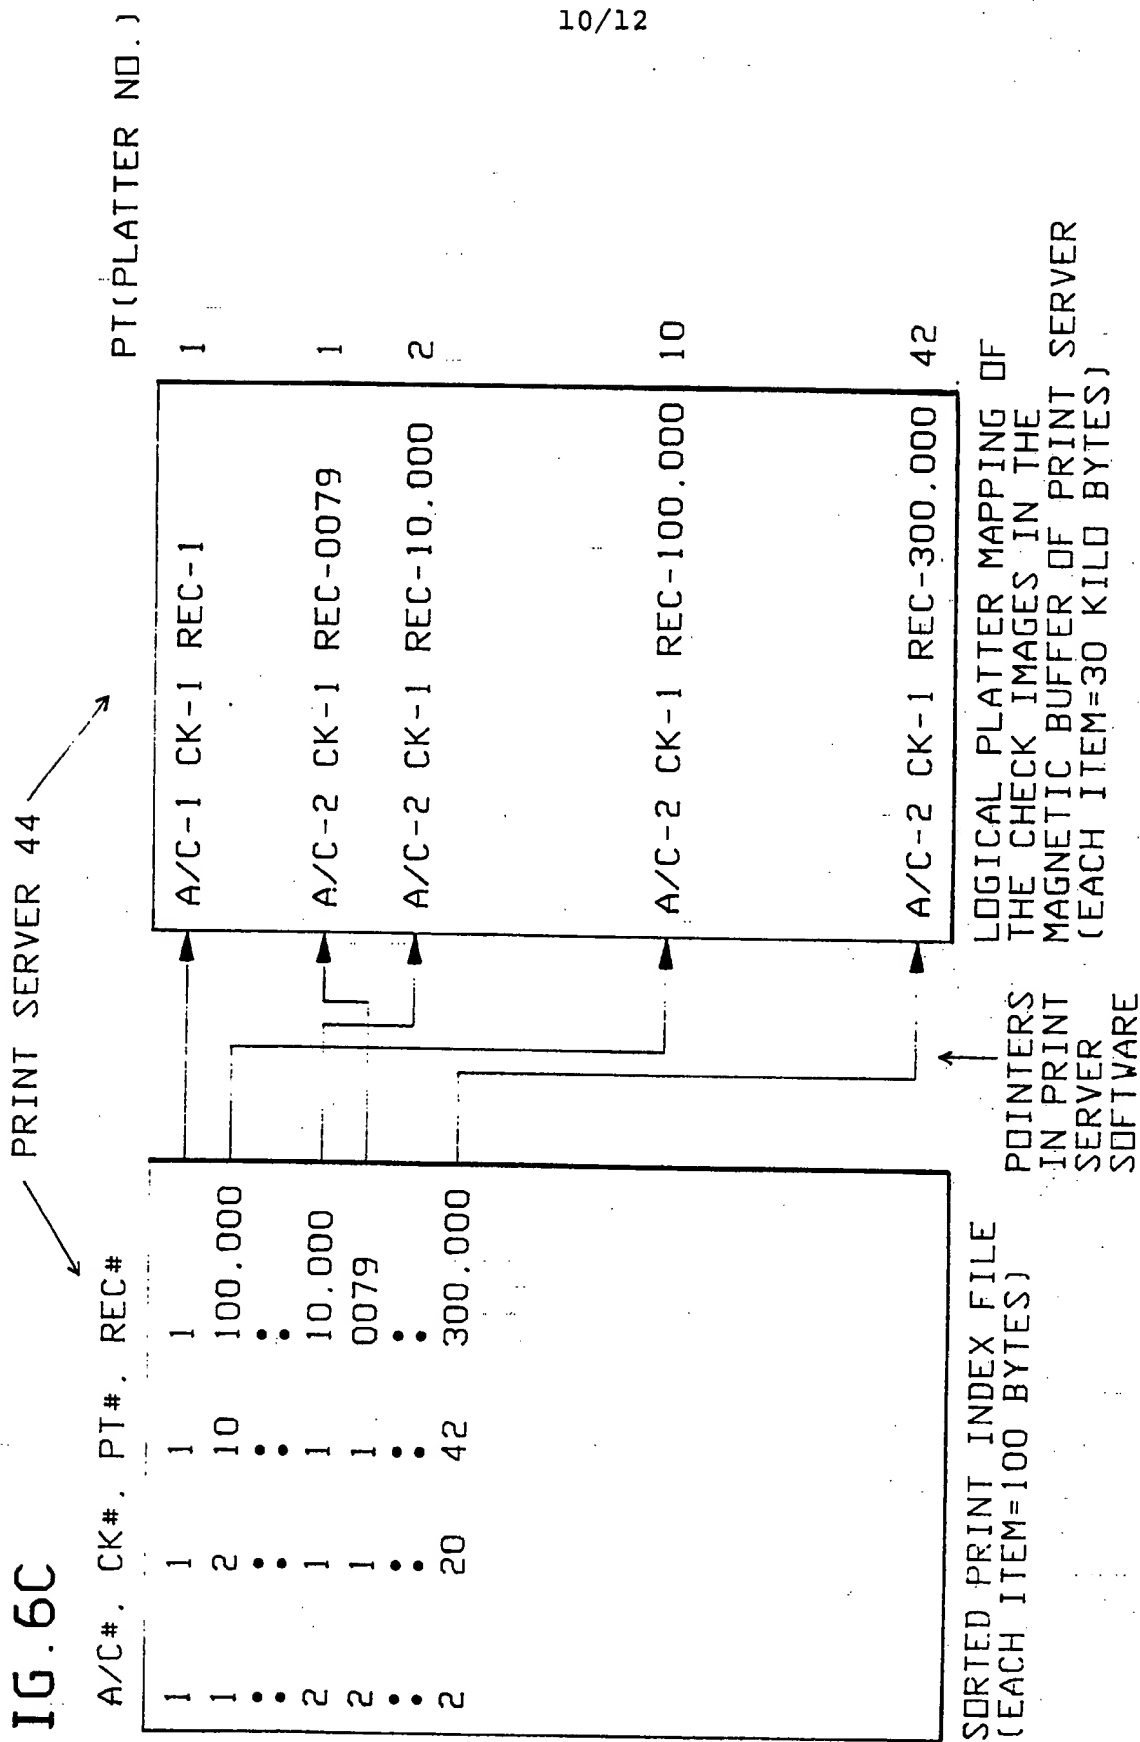 10/12
IG.6C
PRINT SERVER 44
A/C#, CK#, PT#, REC#
1 1 1 1
1 2 10 100.000
2 1 1 10.000
2 1 1 0079
2 20 42 300.000
SORTED PRINT INDEX FILE
(EACH ITEM=100 BYTES)
POINTERS
IN PRINT
SERVER
SOFTWARE
PT(PLATTER NO.)
A/C-1 CK-1 REC-1 1
A/C-2 CK-1 REC-0079 1
A/C-2 CK-1 REC-10.000 2
A/C-2 CK-1 REC-100.000 10
A/C-2 CK-1 REC-300.000 42
LOGICAL PLATTER MAPPING OF
THE CHECK IMAGES IN THE
MAGNETIC BUFFER OF PRINT SERVER
(EACH ITEM=30 KILO BYTES)